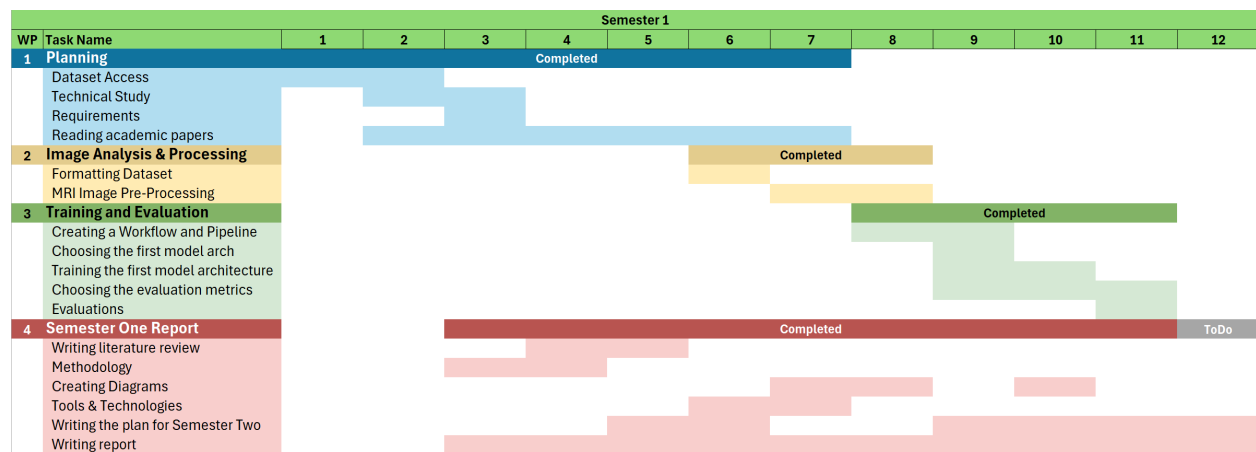 Semester 1
WP Task Name 1 2 3 4 5 6 7 8 9 10 11 12
1 Planning Completed
Dataset Access
Technical Study
Requirements
Reading academic papers
2 Image Analysis & Processing Completed
Formatting Dataset
MRI Image Pre-Processing
3 Training and Evaluation Completed
Creating a Workflow and Pipeline
Choosing the first model arch
Training the first model architecture
Choosing the evaluation metrics
Evaluations
4 Semester One Report Completed ToDo
Writing literature review
Methodology
Creating Diagrams
Tools & Technologies
Writing the plan for Semester Two
Writing report